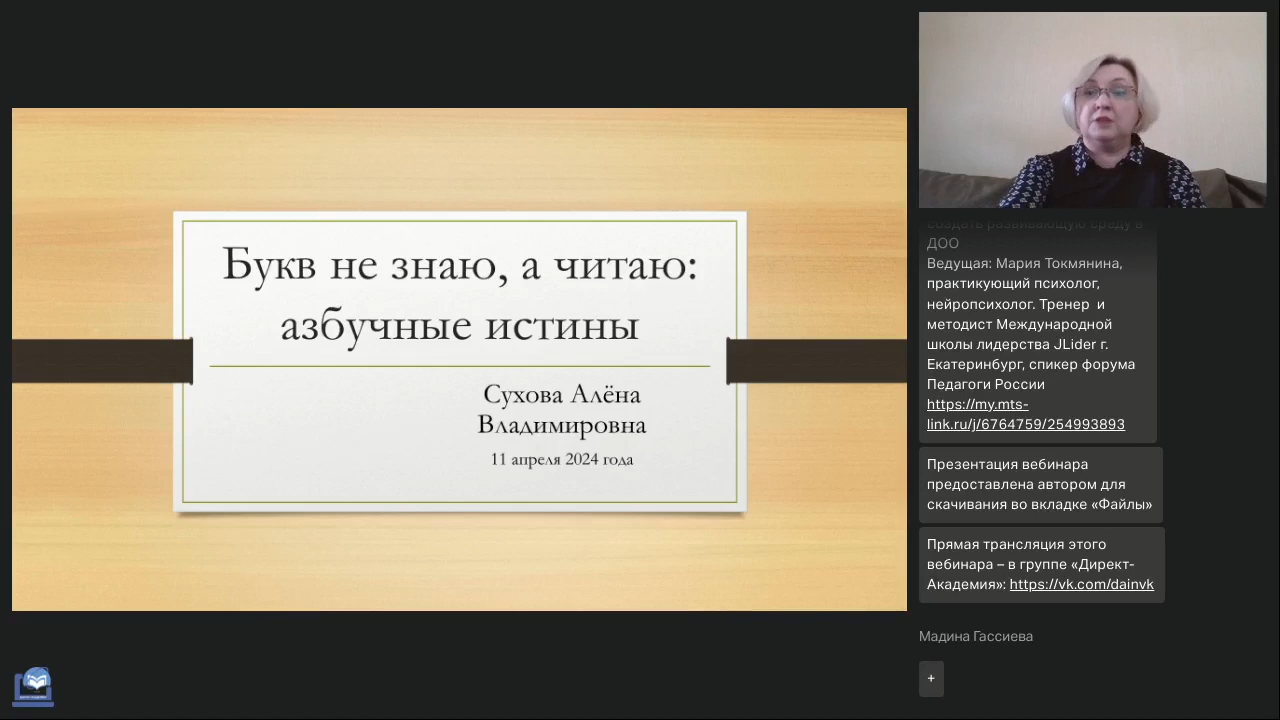 Букв не знаю, а читаю:
азбучные истины
Сухова Алёна
Владимировна
11 апреля 2024 года
создать развивающую среду в
ДОО
Ведущая: Мария Токмянина,
практикующий психолог,
нейропсихолог. Тренер и
методист Международной
школы лидерства JLider г.
Екатеринбург, спикер форума
Педагоги России
https://my.mts-
link.ru/j/6764759/254993893
Презентация вебинара
предоставлена автором для
скачивания во вкладке «Файлы»
Прямая трансляция этого
вебинара – в группе «Директ-
Академия»: https://vk.com/dainvk
Мадина Гассиева
+